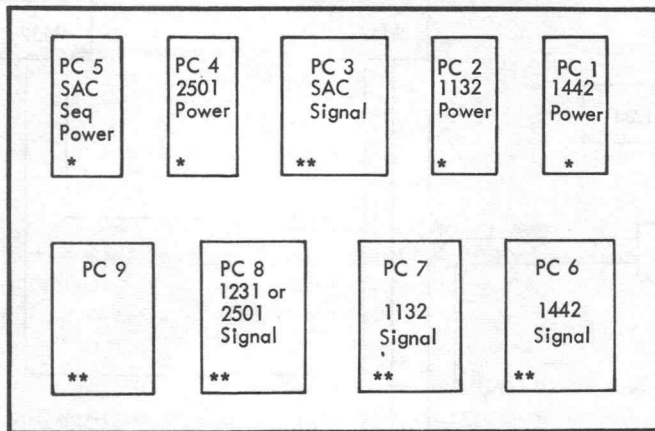 PC 5
SAC
Seq
Power
*
PC 4
2501
Power
*
PC 3
SAC
Signal
**
PC 2
1132
Power
*
PC 1
1442
Power
*
PC 9
**
PC 8
1231 or
2501
Signal
**
PC 7
1132
Signal
**
PC 6
1442
Signal
**